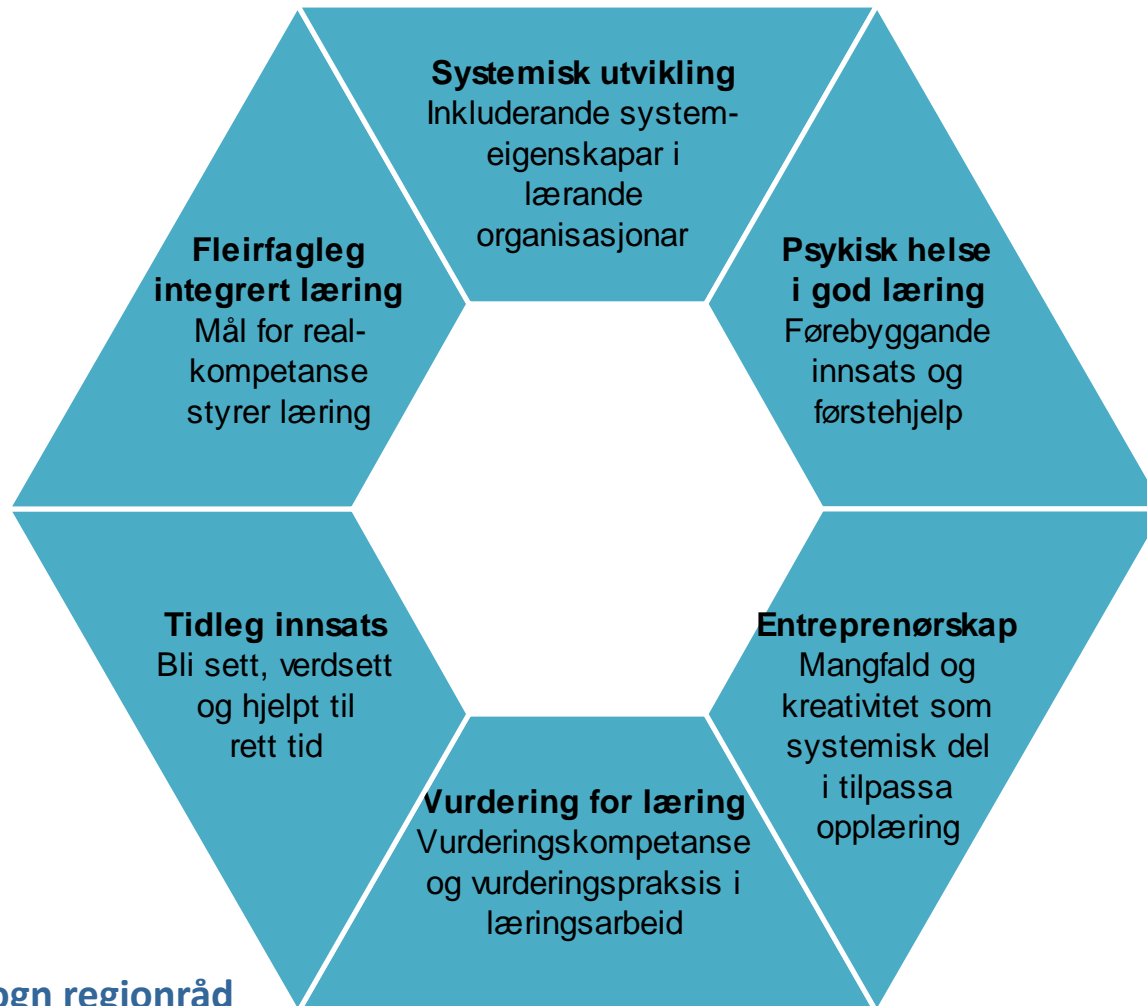 Systemisk utvikling
Inkluderande system-
eigenskapar i
lærande
organisasjonar
Psykisk helse
i god læring
Førebyggande
innsats og
førstehjelp
Entreprenørskap
Mangfald og
kreativitet som
systemisk del
i tilpassa
opplæring
Vurdering for læring
Vurderingskompetanse
og vurderingspraksis i
læringsarbeid
Tidleg innsats
Bli sett, verdsett
og hjelpt til
rett tid
Fleirfagleg
integrert læring
Mål for real-
kompetanse
styrer læring
ogn regionråd